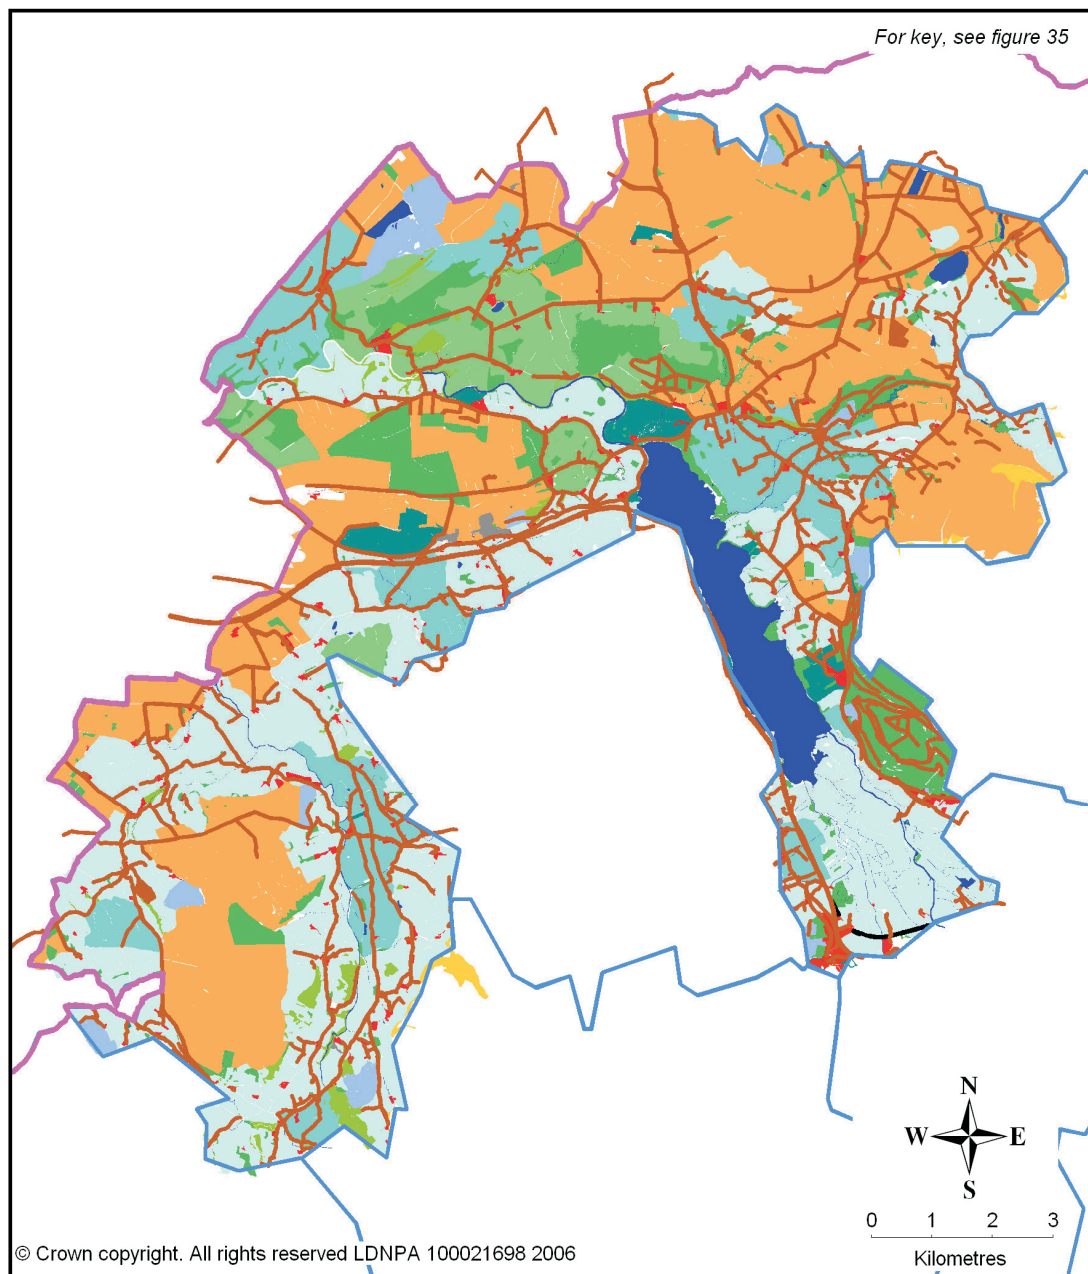 For key, see figure 35
N
W E
S
0 1 2 3
Kilometres
© Crown copyright. All rights reserved LDNPA 100021698 2006